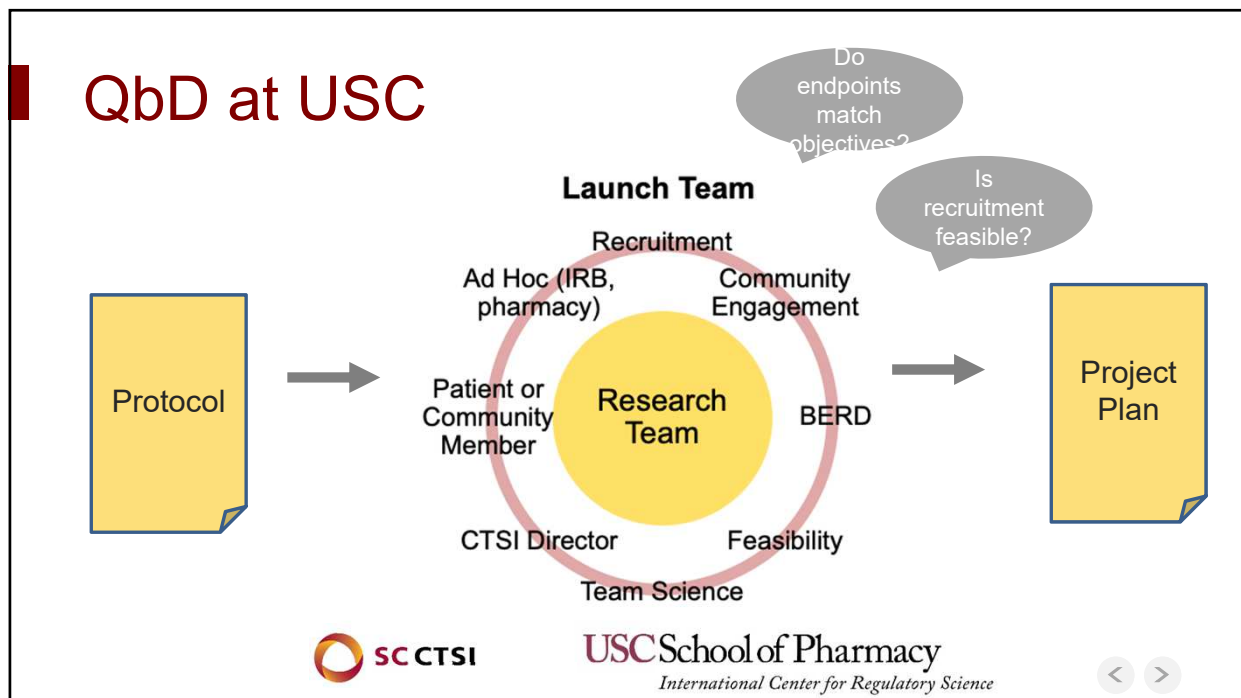 QbD at USC
Do
endpoints
match
objectives?
Is
recruitment
feasible?
Launch Team
Recruitment
Ad Hoc (IRB,
pharmacy)
Community
Engagement
Protocol
Patient or
Community
Member
Research
Team
BERD
Project
Plan
CTSI Director
Feasibility
Team Science
SC CTSI
USC School of Pharmacy
International Center for Regulatory Science